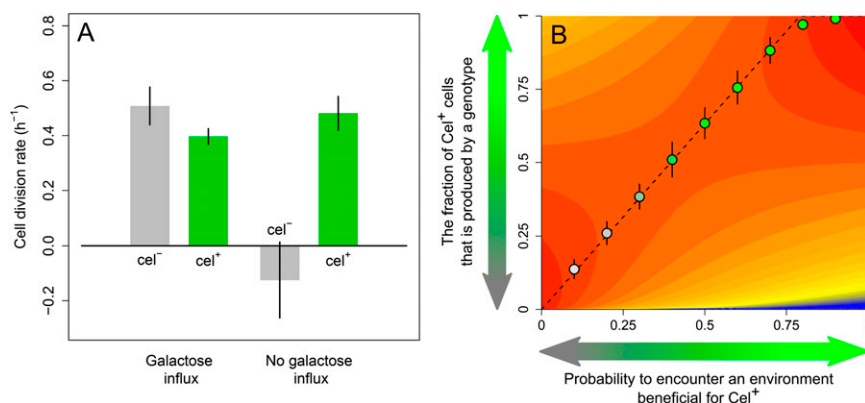 A
Cell division rate (h⁻¹)
0.8
0.6
0.4
0.2
0.0
−0.2
cel⁻
cel⁺
cel⁻
cel⁺
Galactose
influx
No galactose
influx
B
The fraction of Cel⁺ cells
that is produced by a genotype
1
0.75
0.5
0.25
0
0
0.25
0.5
0.75
Probability to encounter an environment
beneficial for Cel⁺